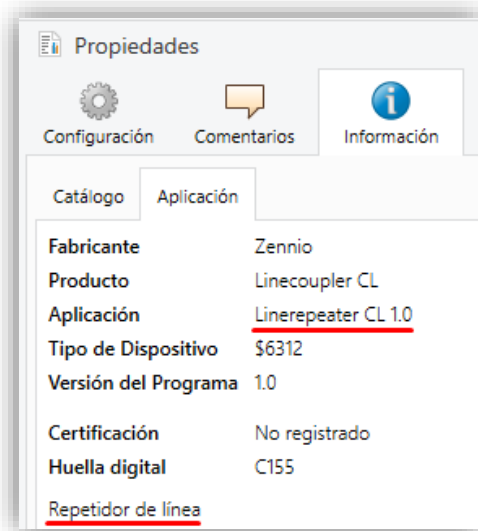 Propiedades
Configuración Comentarios Información
Catálogo Aplicación
Fabricante Zennio
Producto Linecoupler CL
Aplicación Linerepeater CL 1.0
Tipo de Dispositivo $6312
Versión del Programa 1.0
Certificación No registrado
Huella digital C155
Repetidor de línea